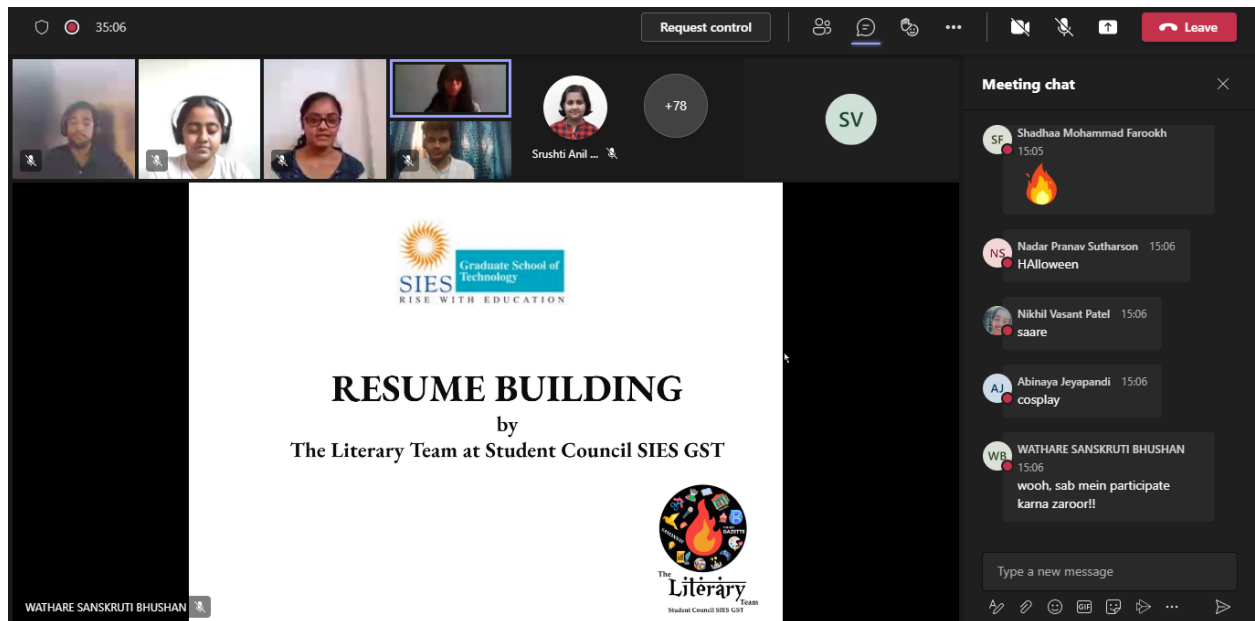 35:06
Request control
Leave
Srushti Anil ...
+78
SV
SIES
Graduate School of
Technology
RISE WITH EDUCATION
RESUME BUILDING
by
The Literary Team at Student Council SIES GST
The
Literary
Team
Student Council SIES GST
WATHARE SANSKRUTI BHUSHAN
Meeting chat
SF
Shadhaa Mohammad Farookh
15:05
NS
Nadar Pranav Sutharson 15:06
HAlloween
Nikhil Vasant Patel 15:06
saare
AJ
Abinaya Jeyapandi 15:06
cosplay
WB
WATHARE SANSKRUTI BHUSHAN
15:06
wooh, sab mein participate
karna zaroor!!
Type a new message
GIF